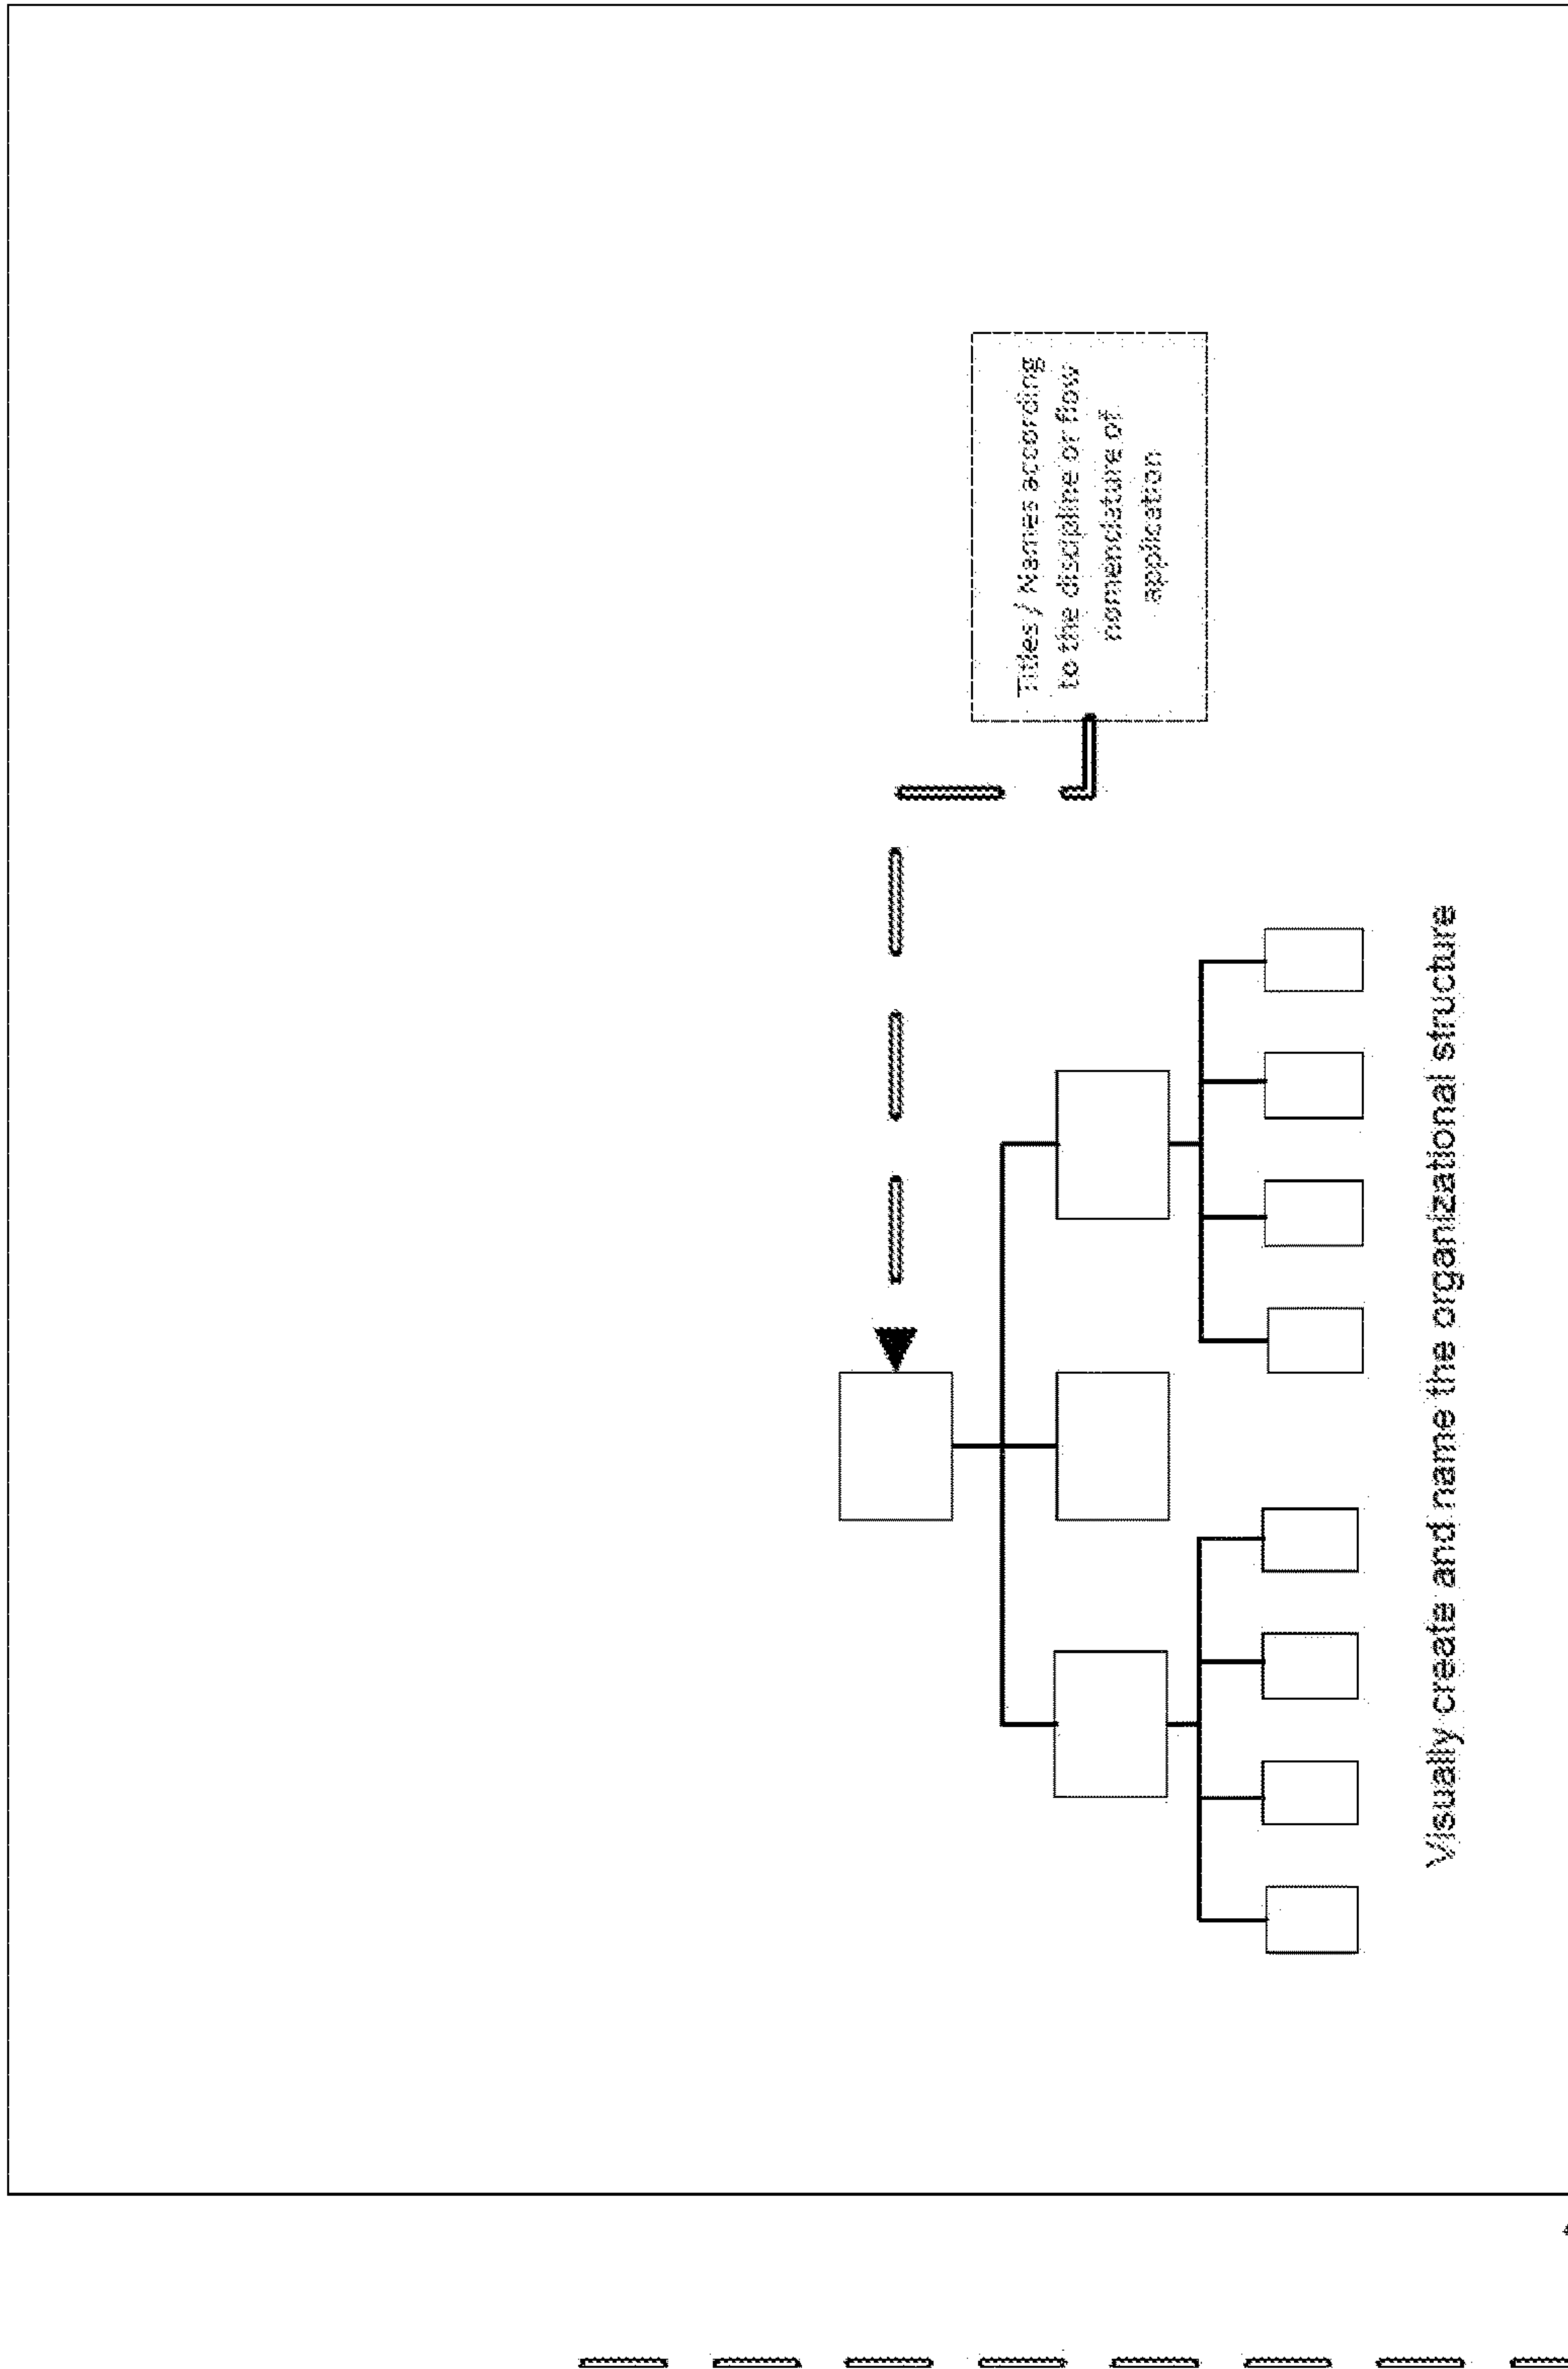 Titles / Names according
to the discipline or flow
nomenclature of
application
Visually create and name the organizational structure